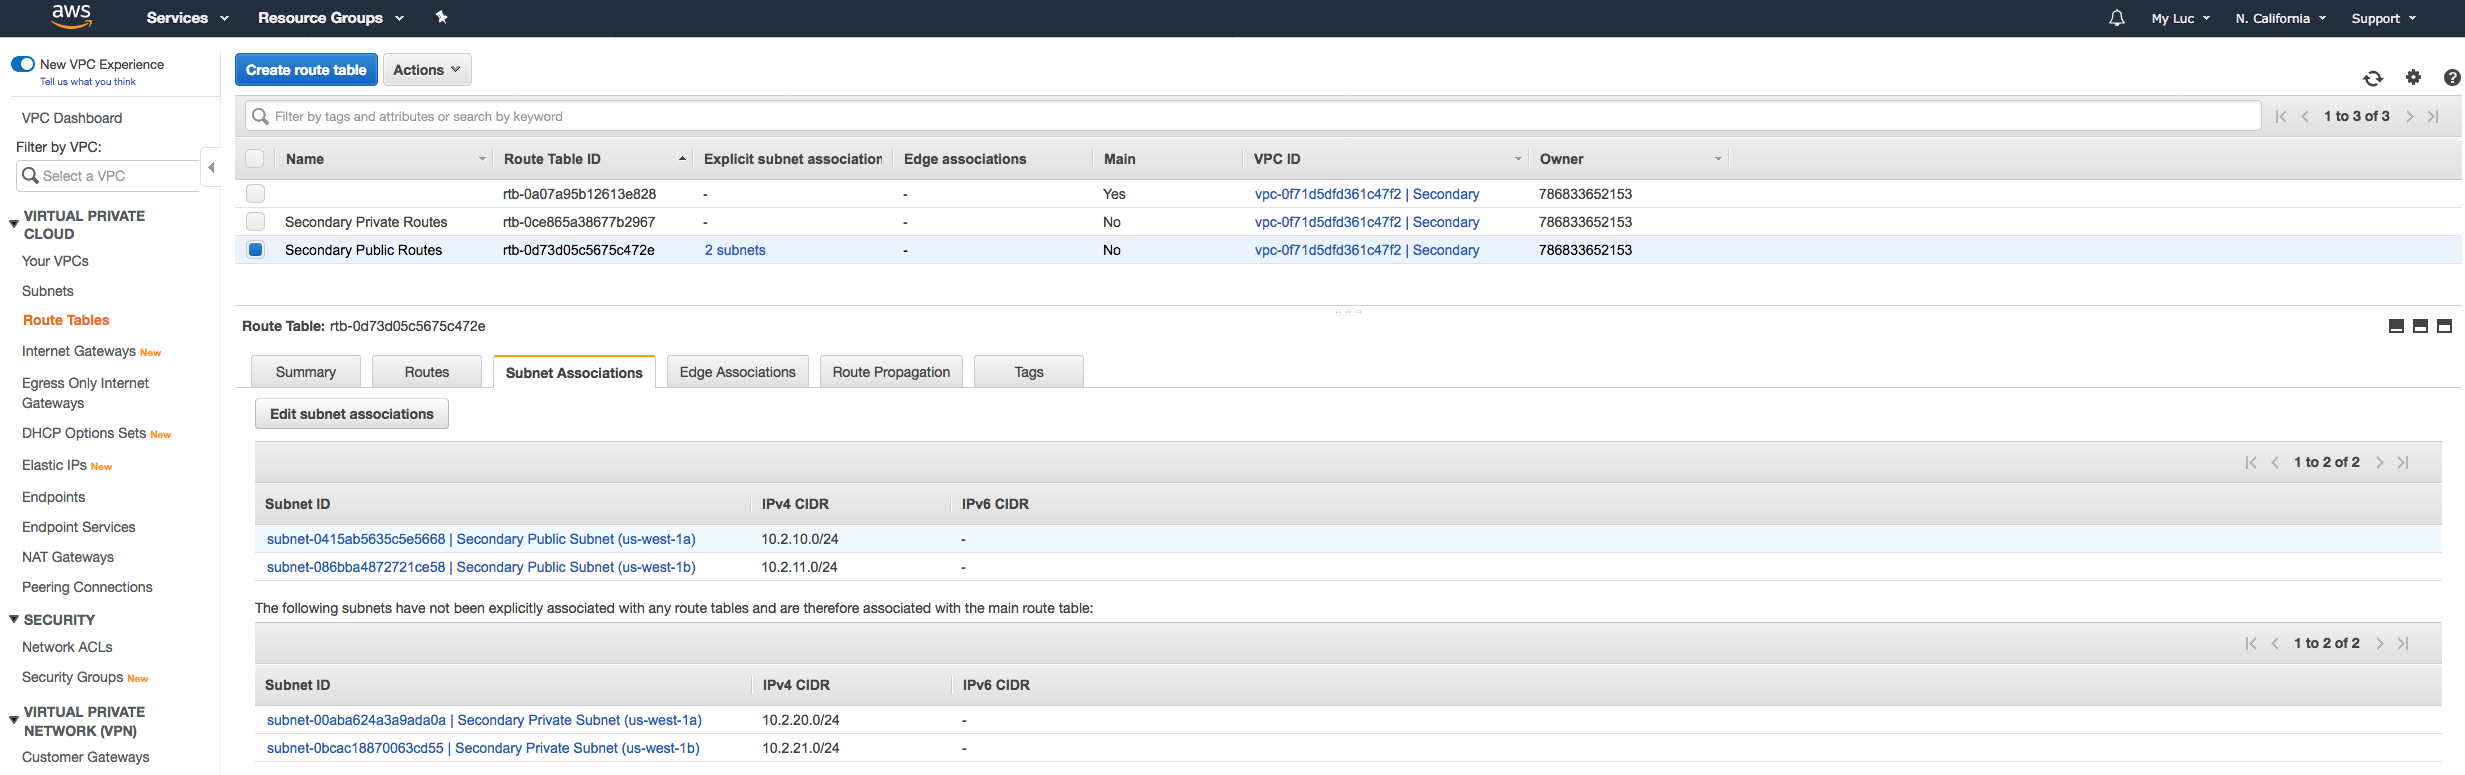 aws Services Resource Groups My Luc N. California Support
New VPC Experience
Tell us what you think
VPC Dashboard
Filter by VPC:
Select a VPC
VIRTUAL PRIVATE
CLOUD
Your VPCs
Subnets
Route Tables
Internet Gateways New
Egress Only Internet
Gateways
DHCP Options Sets New
Elastic IPs New
Endpoints
Endpoint Services
NAT Gateways
Peering Connections
SECURITY
Network ACLs
Security Groups New
VIRTUAL PRIVATE
NETWORK (VPN)
Customer Gateways
Create route table Actions
Filter by tags and attributes or search by keyword 1 to 3 of 3
Name Route Table ID Explicit subnet association Edge associations Main VPC ID Owner
rtb-0a07a95b12613e828 - - Yes vpc-0f71d5dfd361c47f2 | Secondary 786833652153
Secondary Private Routes rtb-0ce865a38677b2967 - - No vpc-0f71d5dfd361c47f2 | Secondary 786833652153
Secondary Public Routes rtb-0d73d05c5675c472e 2 subnets - No vpc-0f71d5dfd361c47f2 | Secondary 786833652153
Route Table: rtb-0d73d05c5675c472e
Summary Routes Subnet Associations Edge Associations Route Propagation Tags
Edit subnet associations
1 to 2 of 2
Subnet ID IPv4 CIDR IPv6 CIDR
subnet-0415ab5635c5e5668 | Secondary Public Subnet (us-west-1a) 10.2.10.0/24 -
subnet-086bba4872721ce58 | Secondary Public Subnet (us-west-1b) 10.2.11.0/24 -
The following subnets have not been explicitly associated with any route tables and are therefore associated with the main route table:
1 to 2 of 2
Subnet ID IPv4 CIDR IPv6 CIDR
subnet-00aba624a3a9ada0a | Secondary Private Subnet (us-west-1a) 10.2.20.0/24 -
subnet-0bcac18870063cd55 | Secondary Private Subnet (us-west-1b) 10.2.21.0/24 -